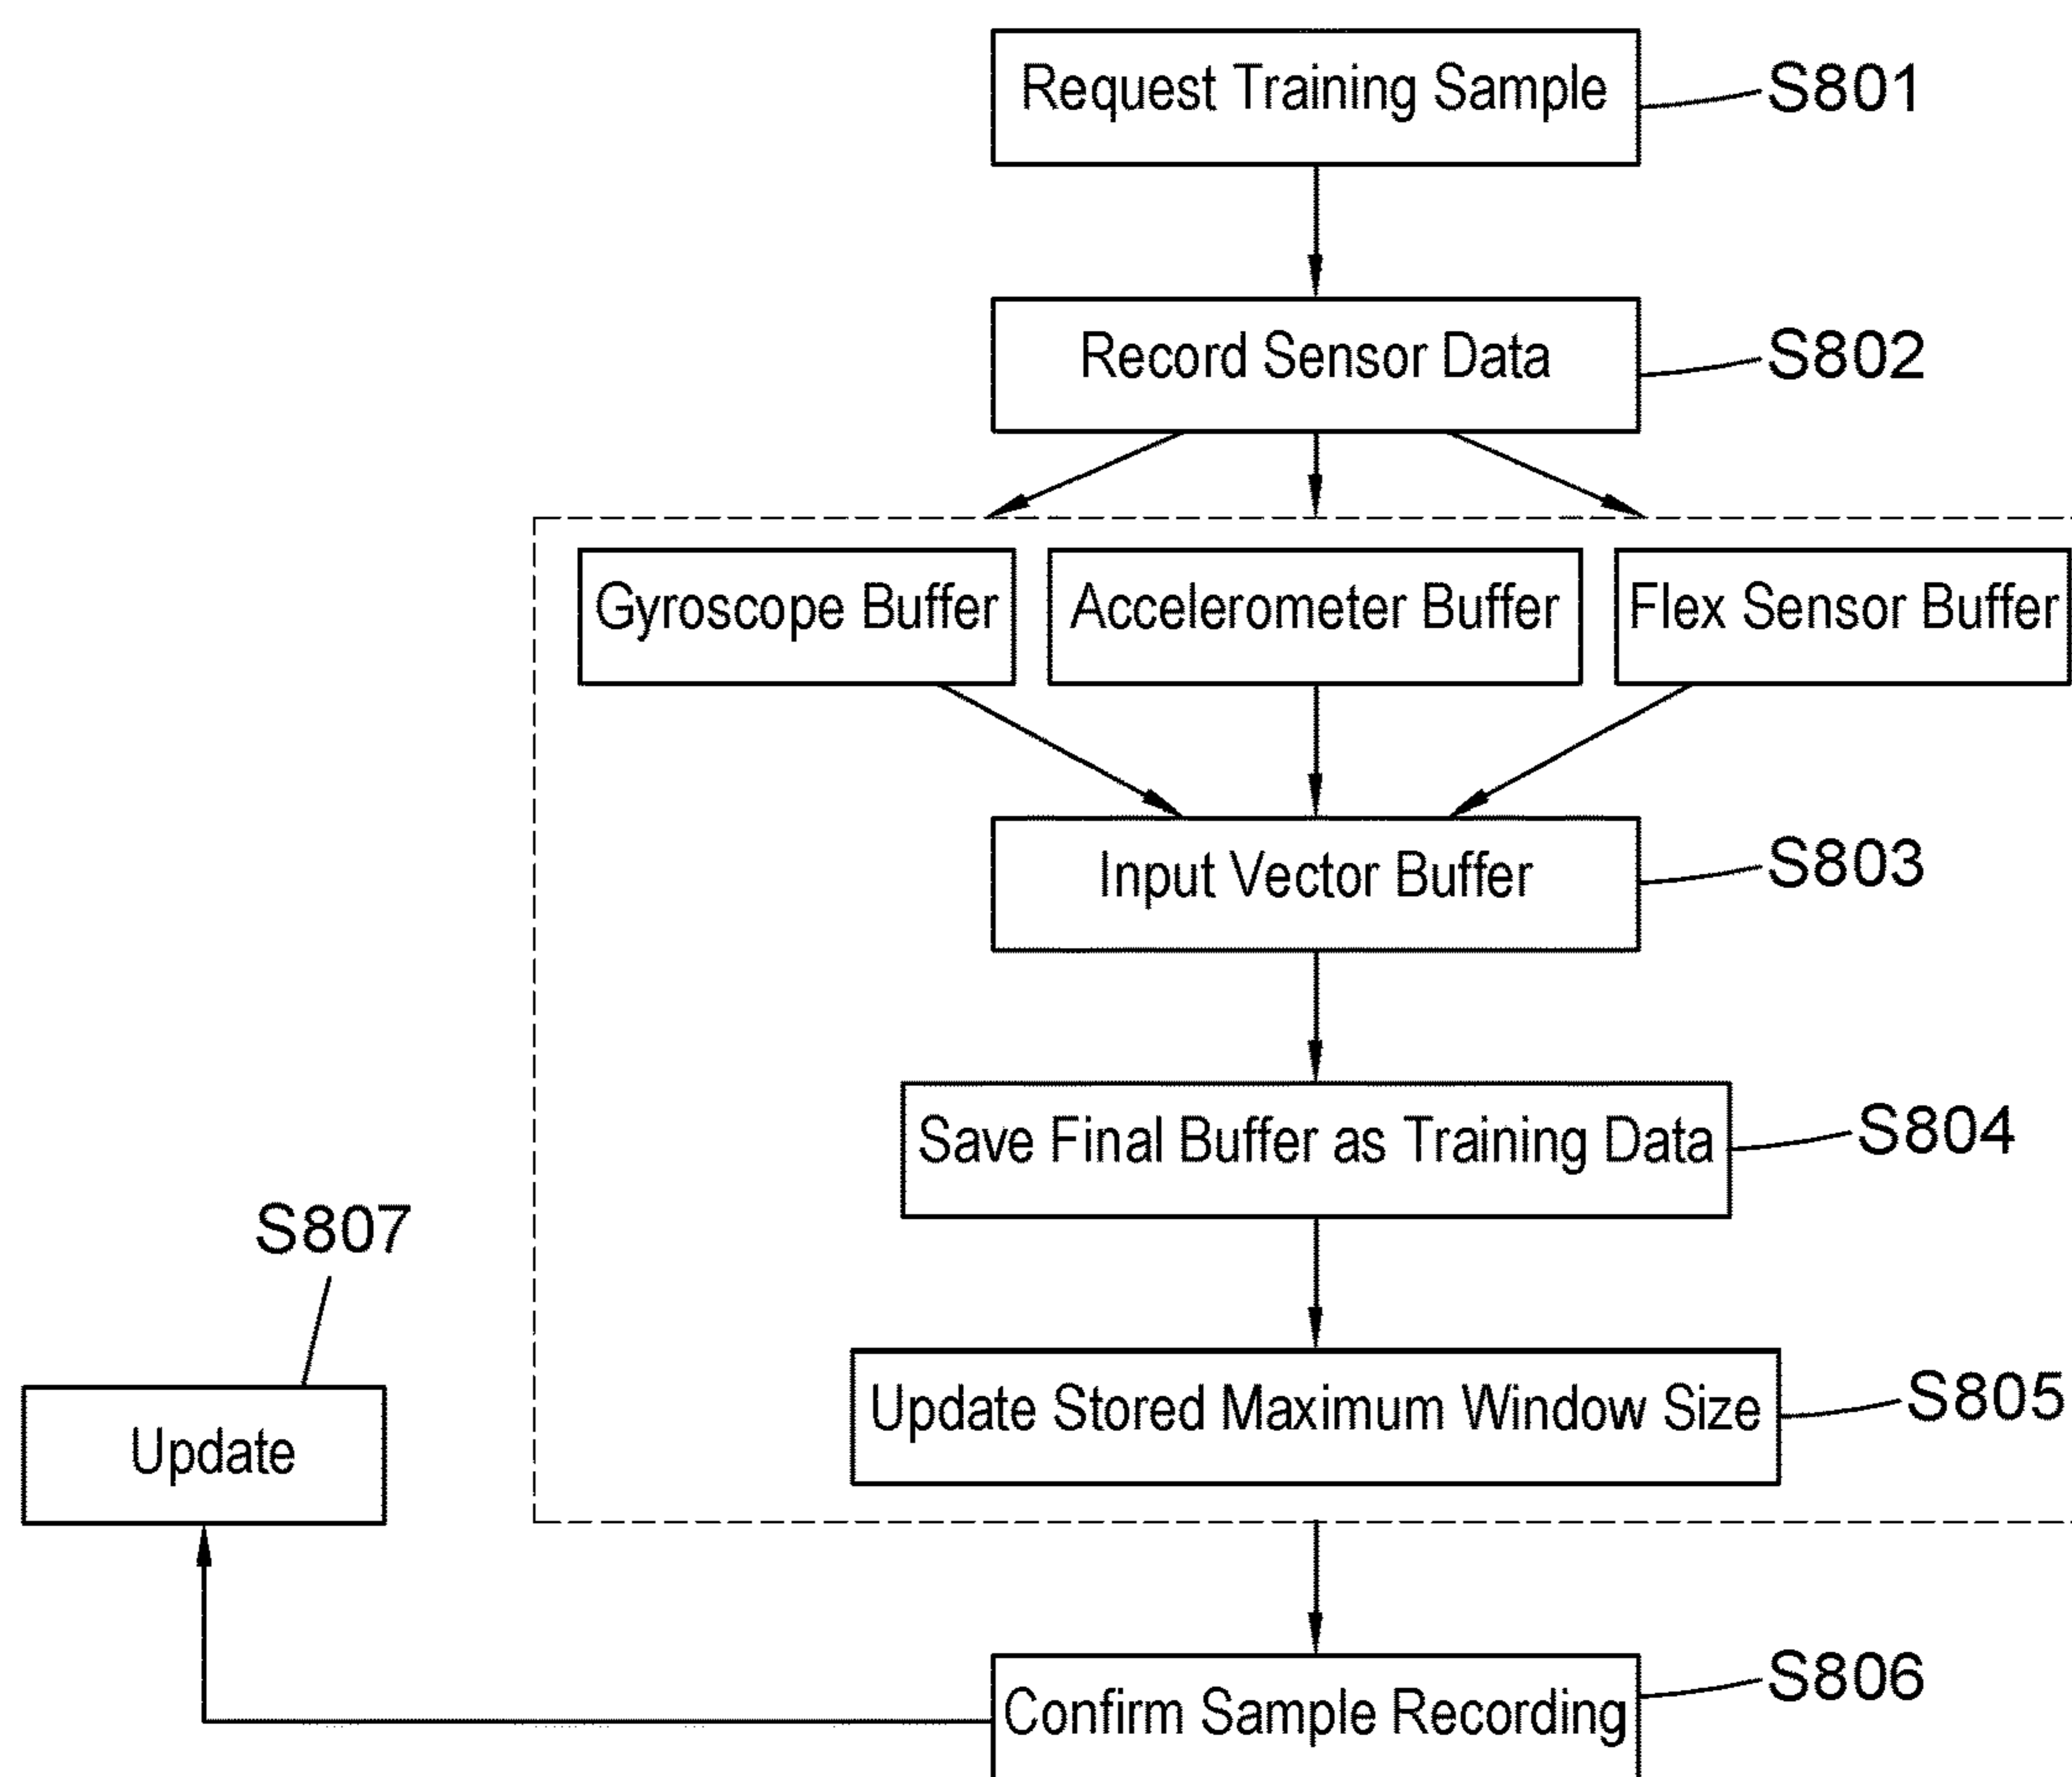 Request Training Sample
S801
Record Sensor Data
S802
Gyroscope Buffer
Accelerometer Buffer
Flex Sensor Buffer
Input Vector Buffer
S803
Save Final Buffer as Training Data
S804
S807
Update Stored Maximum Window Size
S805
Update
Confirm Sample Recording
S806